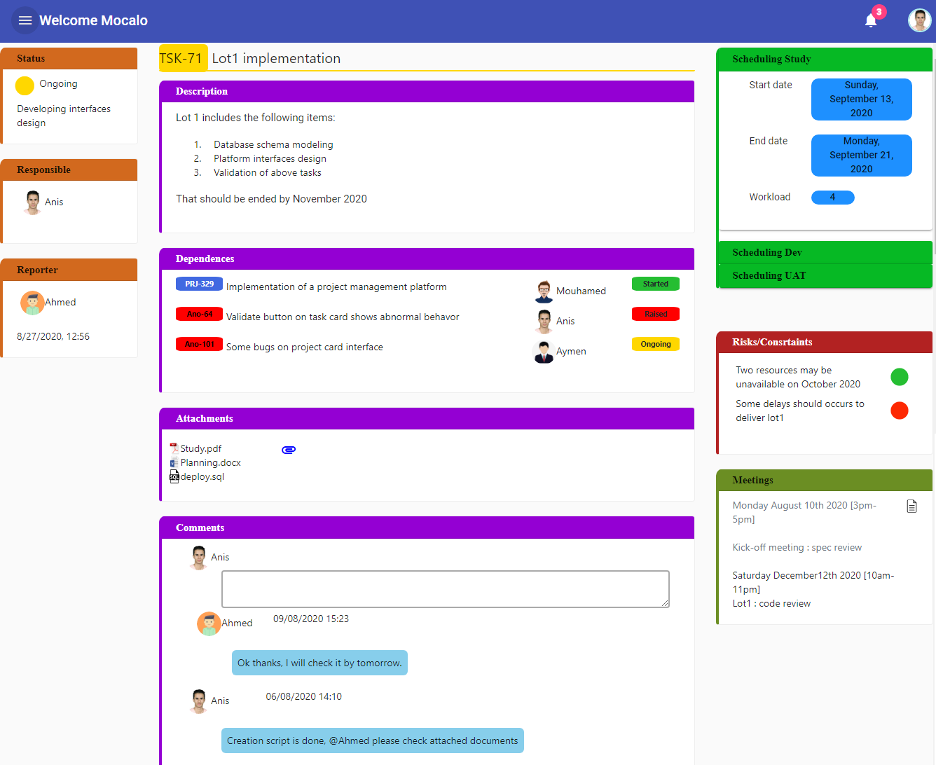 Welcome Mocalo
3
Status
Ongoing
Developing interfaces
design
Responsible
Anis
Reporter
Ahmed
8/27/2020, 12:56
TSK-71 Lot1 implementation
Description
Lot 1 includes the following items:
1. Database schema modeling
2. Platform interfaces design
3. Validation of above tasks
That should be ended by November 2020
Dependences
PRJ-329 Implementation of a project management platform Mouhamed Started
Ano-64 Validate button on task card shows abnormal behavor Anis Raised
Ano-101 Some bugs on project card interface Aymen Ongoing
Attachments
Study.pdf
Planning.docx
deploy.sql
Comments
Anis
Ahmed 09/08/2020 15:23
Ok thanks, I will check it by tomorrow.
Anis 06/08/2020 14:10
Creation script is done, @Ahmed please check attached documents
Scheduling Study
Start date Sunday,
September 13,
2020
End date Monday,
September 21,
2020
Workload 4
Scheduling Dev
Scheduling UAT
Risks/Consrtaints
Two resources may be
unavailable on October 2020
Some delays should occurs to
deliver lot1
Meetings
Monday August 10th 2020 [3pm-
5pm]
Kick-off meeting : spec review
Saturday December12th 2020 [10am-
11pm]
Lot1 : code review